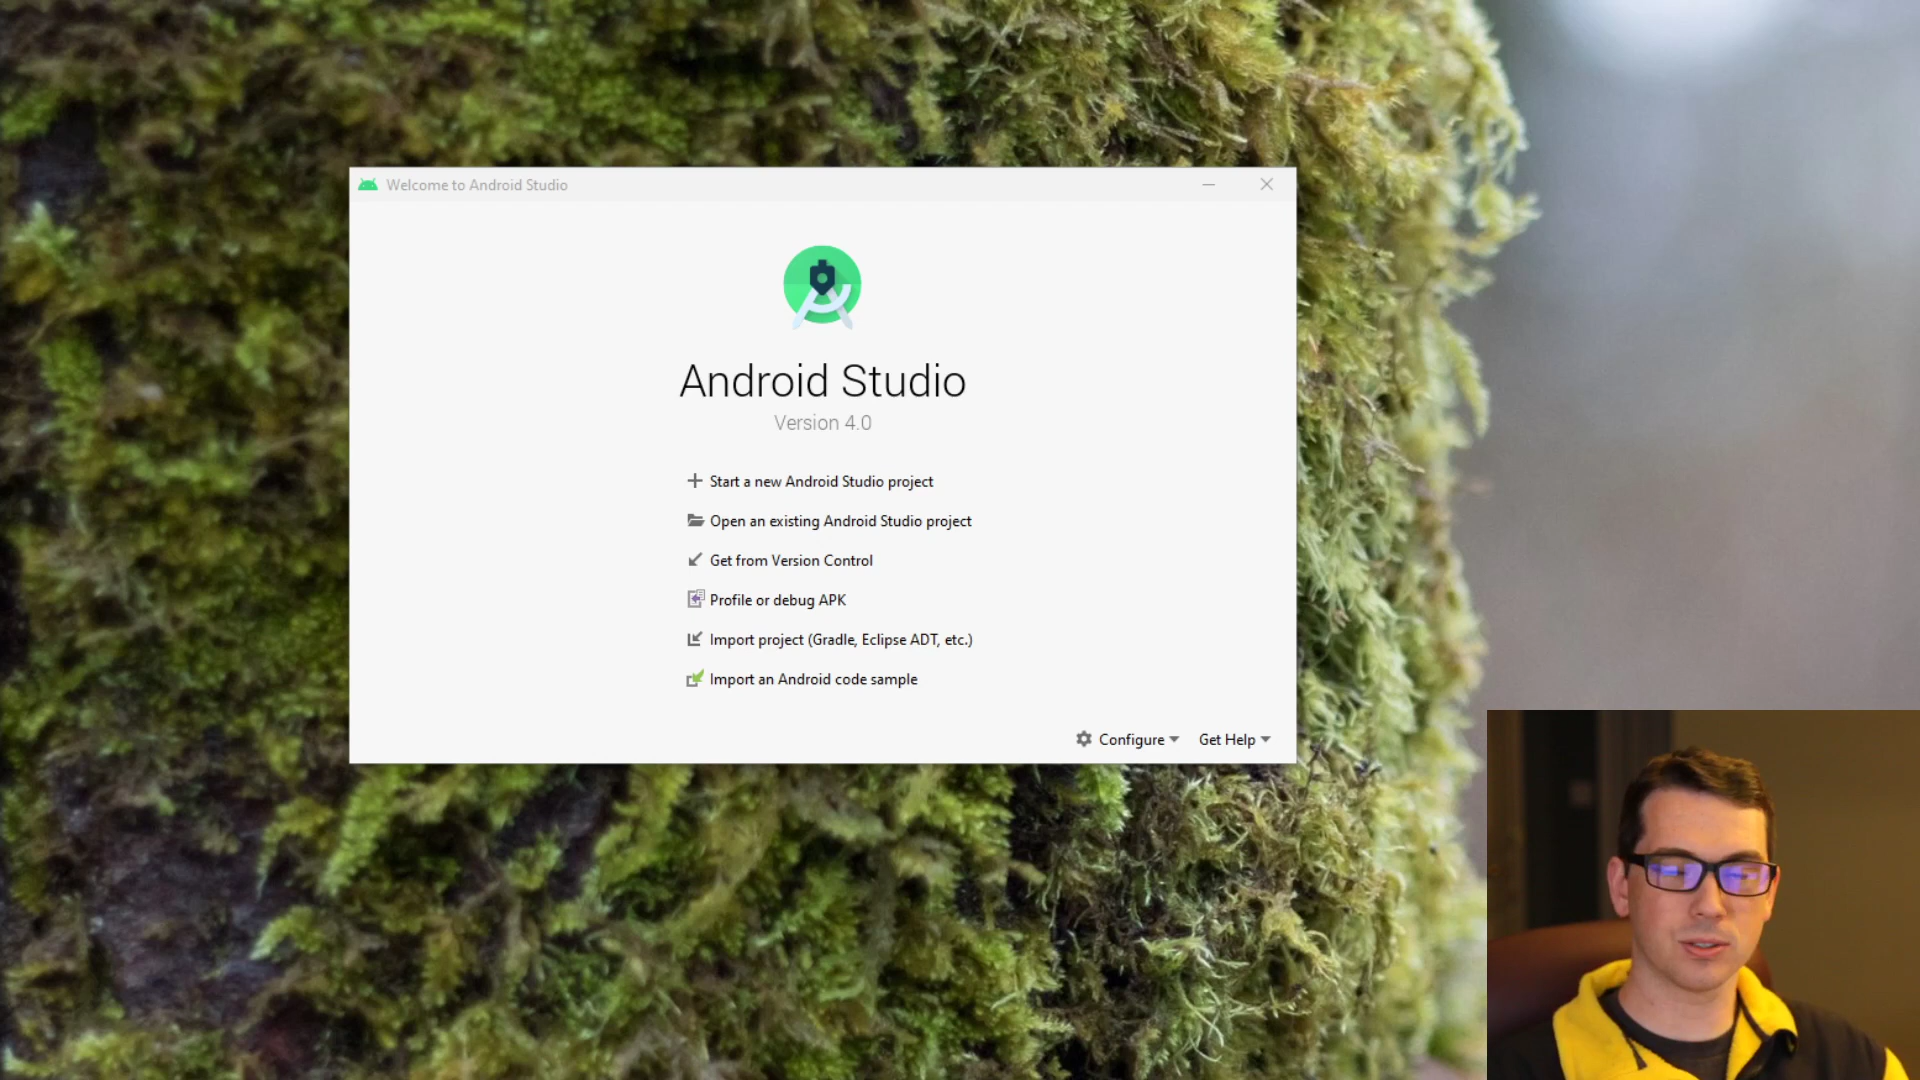 Welcome to Android Studio
Android Studio
Version 4.0
Start a new Android Studio project
Open an existing Android Studio project
Get from Version Control
Profile or debug APK
Import project (Gradle, Eclipse ADT, etc.)
Import an Android code sample
Configure
Get Help